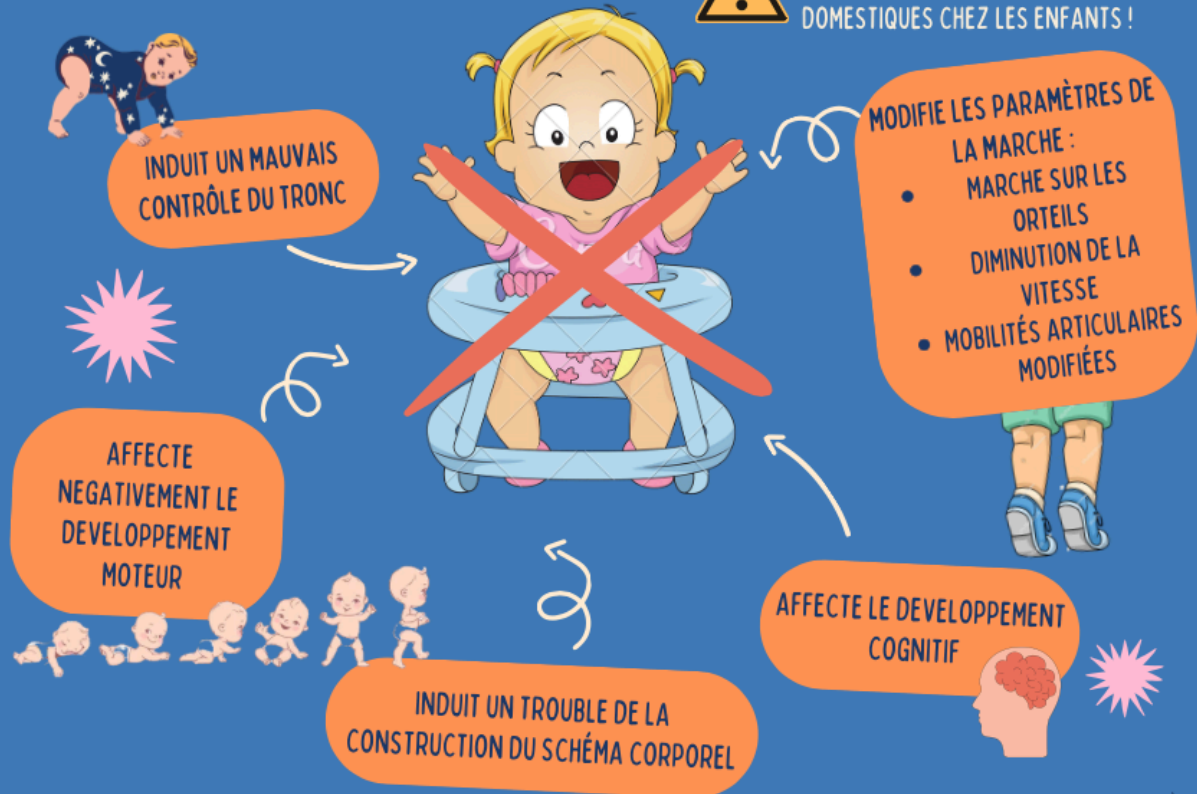 DOMESTIQUES CHEZ LES ENFANTS !
INDUIT UN MAUVAIS
CONTRÔLE DU TRONC
MODIFIE LES PARAMÈTRES DE
LA MARCHE :
• MARCHE SUR LES
ORTEILS
• DIMINUTION DE LA
VITESSE
• MOBILITÉS ARTICULAIRES
MODIFIÉES
AFFECTE
NEGATIVEMENT LE
DEVELOPPEMENT
MOTEUR
AFFECTE LE DEVELOPPEMENT
COGNITIF
INDUIT UN TROUBLE DE LA
CONSTRUCTION DU SCHÉMA CORPOREL